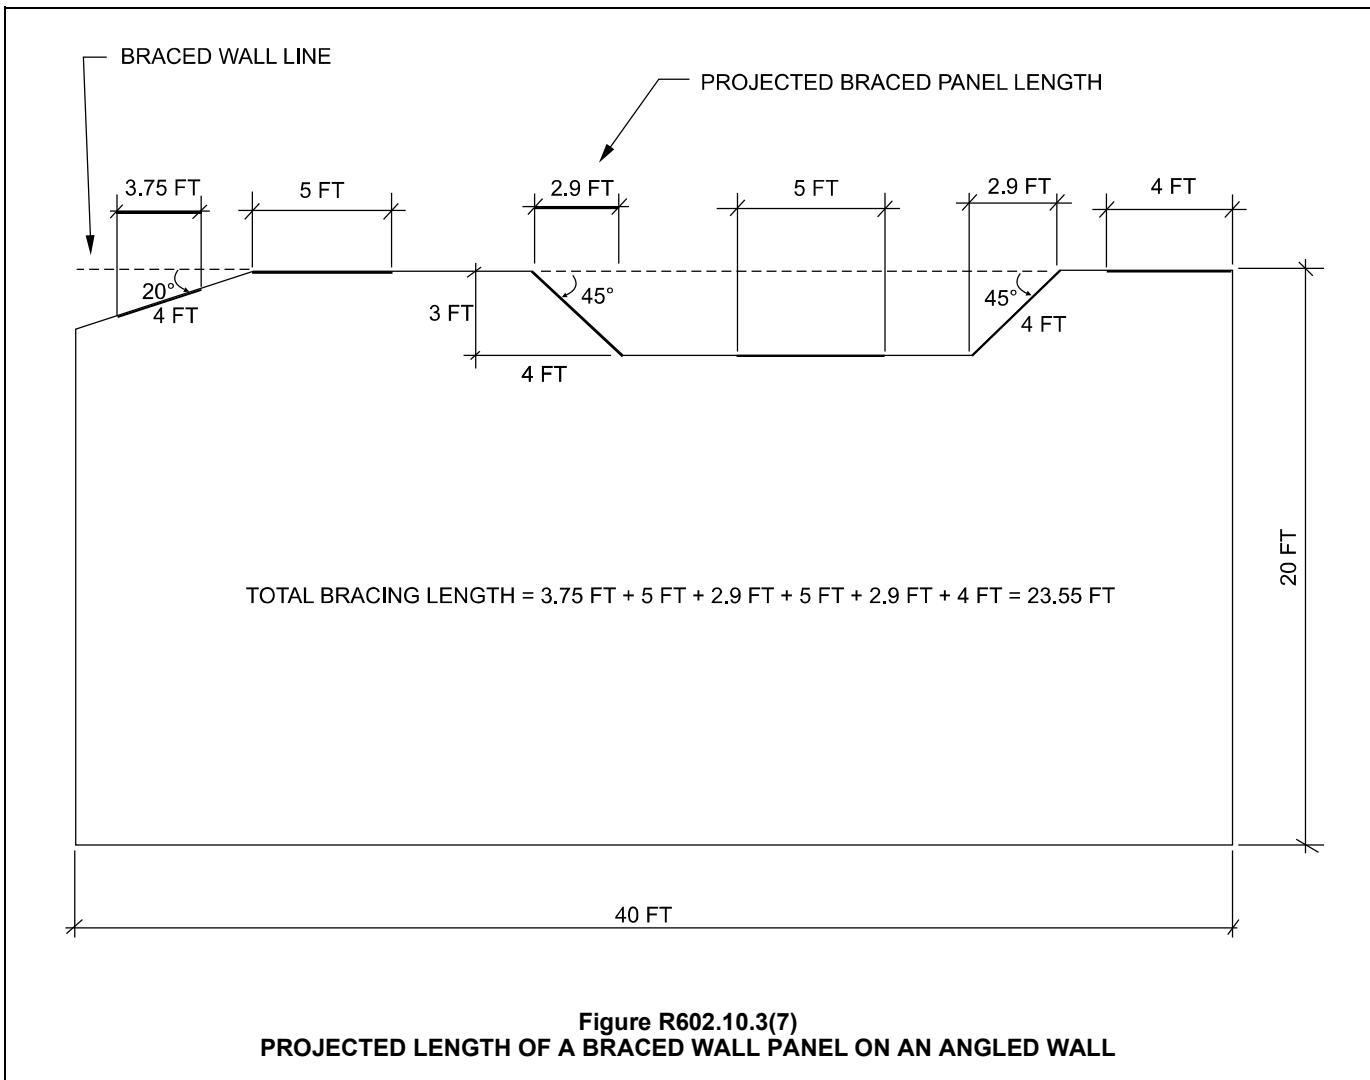 BRACED WALL LINE
PROJECTED BRACED PANEL LENGTH
3.75 FT
5 FT
2.9 FT
5 FT
2.9 FT
4 FT
20°
4 FT
3 FT
45°
4 FT
45°
4 FT
20 FT
TOTAL BRACING LENGTH = 3.75 FT + 5 FT + 2.9 FT + 5 FT + 2.9 FT + 4 FT = 23.55 FT
40 FT
Figure R602.10.3(7)
PROJECTED LENGTH OF A BRACED WALL PANEL ON AN ANGLED WALL